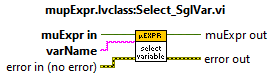 mupExpr.lvclass:Select_SglVar.vi
muExpr in
µEXPR
muExpr out
varName
select
variable
error in (no error)
error out